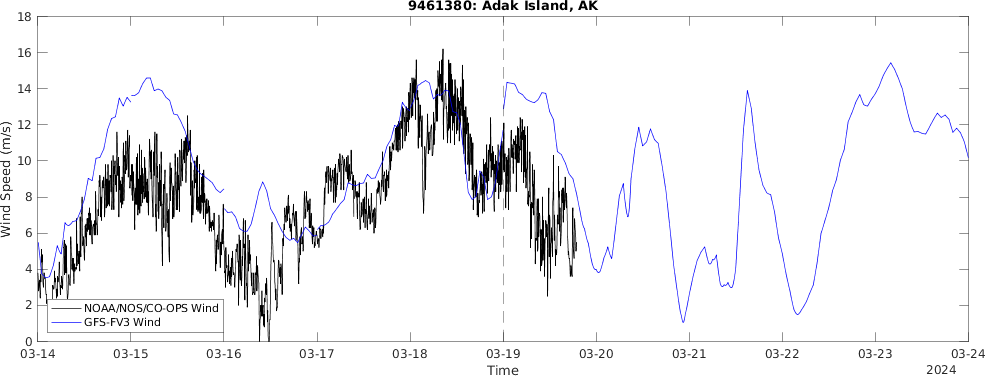 9461380: Adak Island, AK
Wind Speed (m/s)
18
16
14
12
10
8
6
4
2
0
NOAA/NOS/CO-OPS Wind
GFS-FV3 Wind
03-14 03-15 03-16 03-17 03-18 03-19 03-20 03-21 03-22 03-23 03-24
Time
2024